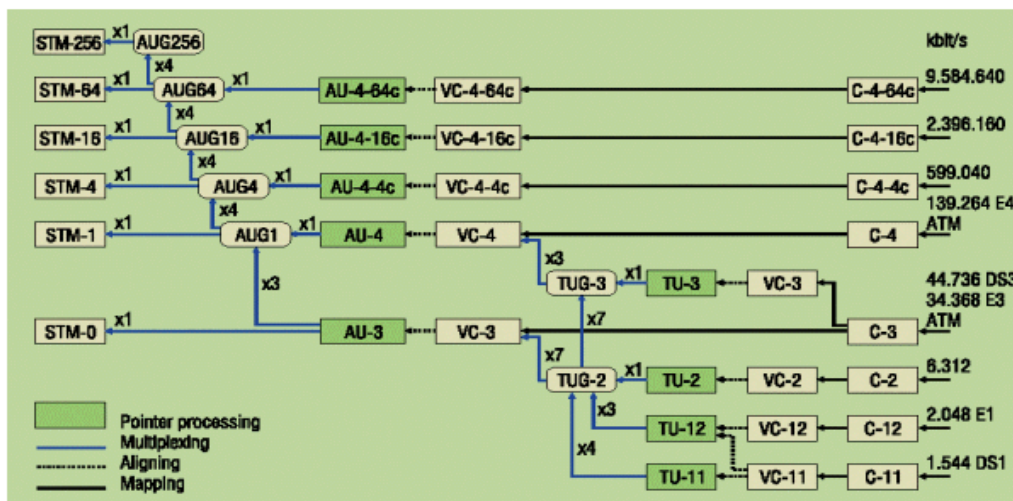 kbit/s
STM-256 x1 AUG256
x4
STM-64 x1 AUG64 x1 AU-4-64c VC-4-64c C-4-64c 9.584.640
x4
STM-16 x1 AUG16 x1 AU-4-16c VC-4-16c C-4-16c 2.396.160
x4
STM-4 x1 AUG4 x1 AU-4-4c VC-4-4c C-4-4c 599.040
x4
139.264 E4
STM-1 x1 AUG1 x1 AU-4 VC-4 C-4 ATM
x3 x3
TUG-3 x1 TU-3 VC-3 44.736 DS3
34.368 E3
x7
STM-0 x1 AU-3 VC-3 C-3 ATM
x7
TUG-2 x1 TU-2 VC-2 C-2 6.312
x3
TU-12 VC-12 C-12 2.048 E1
x4
TU-11 VC-11 C-11 1.544 DS1
Pointer processing
Multiplexing
Aligning
Mapping